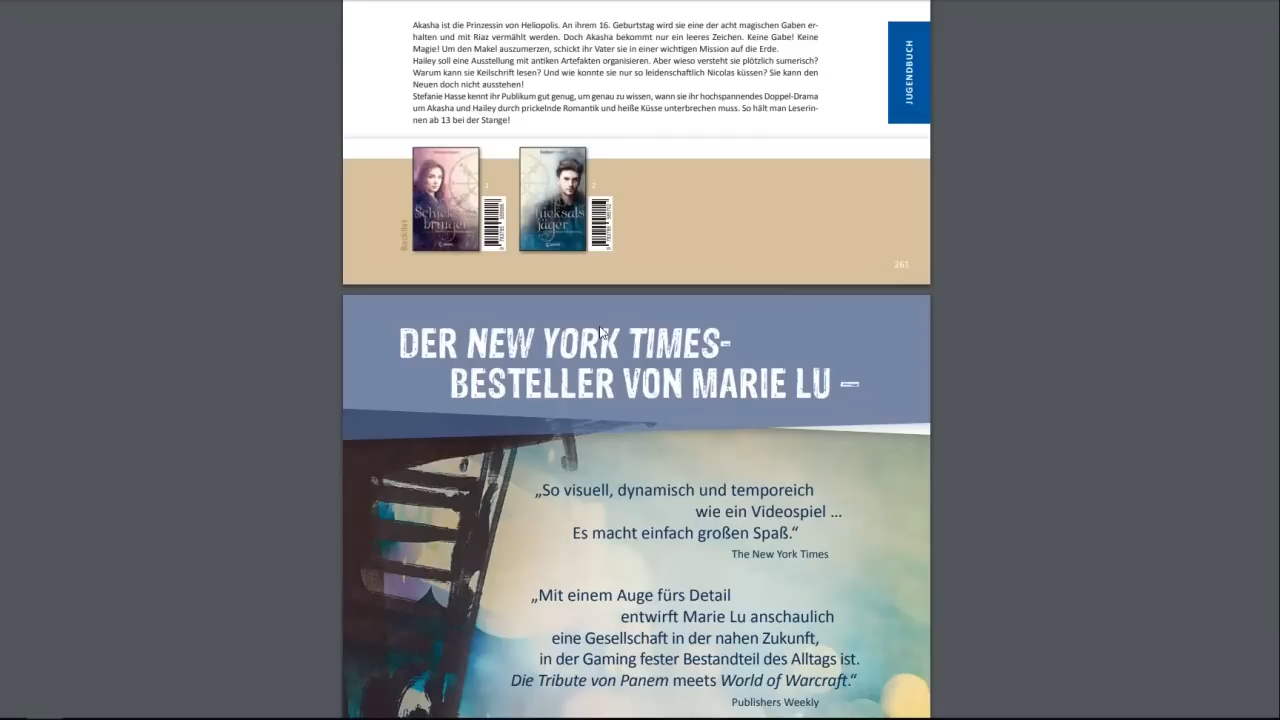 Akasha ist die Prinzessin von Heliopolis. An ihrem 16. Geburtstag wird sie eine der acht magischen Gaben er-
halten und mit Riaz vermählt werden. Doch Akasha bekommt nur ein leeres Zeichen. Keine Gabe! Keine
Magie! Um den Makel auszumerzen, schickt ihr Vater sie in einer wichtigen Mission auf die Erde.
Hailey soll eine Ausstellung mit antiken Artefakten organisieren. Aber wieso versteht sie plötzlich sumerisch?
Warum kann sie Keilschrift lesen? Und wie konnte sie nur so leidenschaftlich Nicolas küssen? Sie kann den
Neuen doch nicht ausstehen!
Stefanie Hasse kennt ihr Publikum gut genug, um genau zu wissen, wann sie ihr hochspannendes Doppel-Drama
um Akasha und Hailey durch prickelnde Romantik und heiße Küsse unterbrechen muss. So hält man Leserin-
nen ab 13 bei der Stange!
JUGENDBUCH
Backlist
Schicksals
bringer
1
Schicksals
jäger
2
261
DER NEW YORK TIMES-
BESTELLER VON MARIE LU –
„So visuell, dynamisch und temporeich
wie ein Videospiel ...
Es macht einfach großen Spaß.“
The New York Times
„Mit einem Auge fürs Detail
entwirft Marie Lu anschaulich
eine Gesellschaft in der nahen Zukunft,
in der Gaming fester Bestandteil des Alltags ist.
Die Tribute von Panem meets World of Warcraft.“
Publishers Weekly